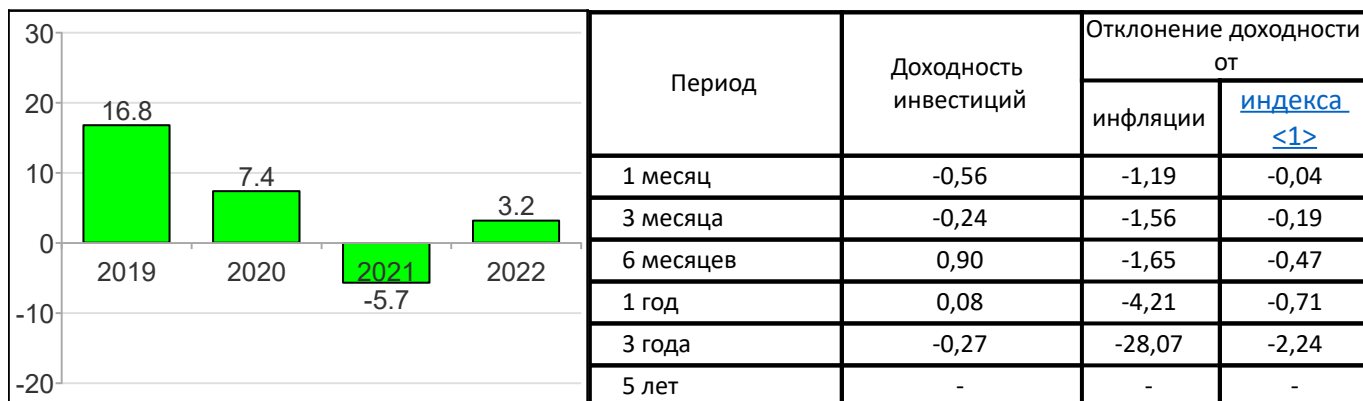 30
20
10
0
-10
-20
16.8
7.4
-5.7
3.2
2019 2020 2021 2022
Период
Доходность
инвестиций
Отклонение доходности
от
инфляции
индекса
<1>
1 месяц -0,56 -1,19 -0,04
3 месяца -0,24 -1,56 -0,19
6 месяцев 0,90 -1,65 -0,47
1 год 0,08 -4,21 -0,71
3 года -0,27 -28,07 -2,24
5 лет - - -